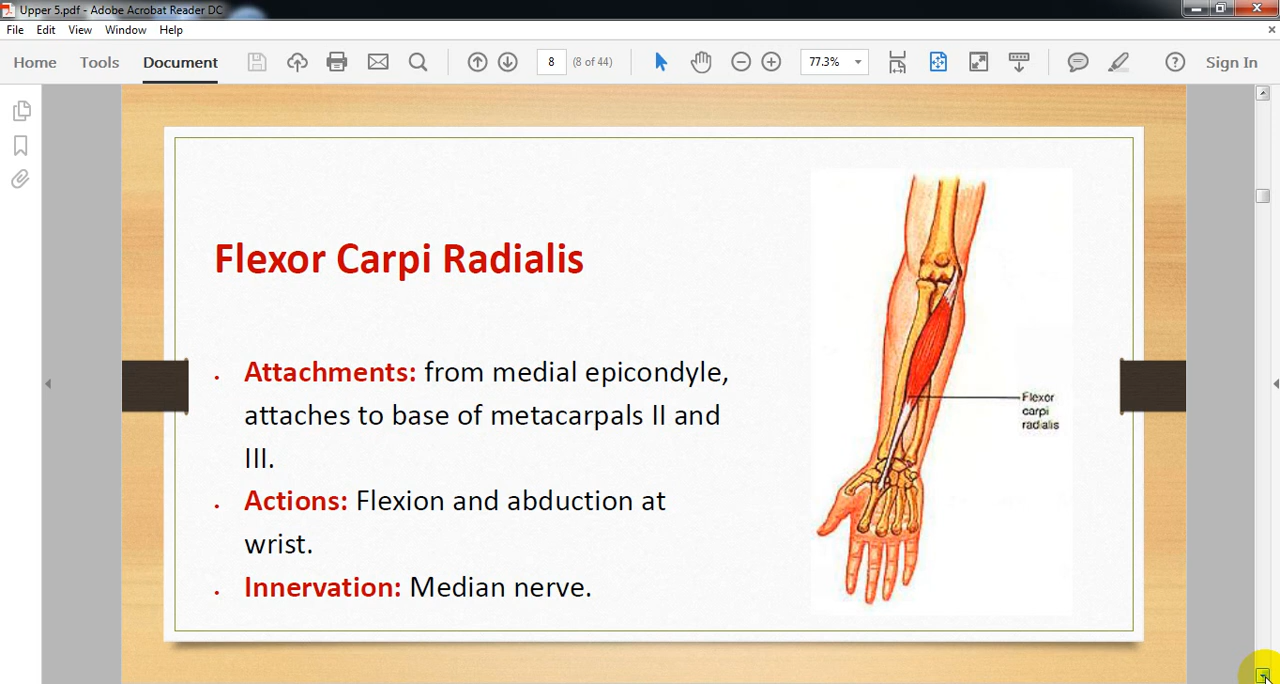 Upper 5.pdf - Adobe Acrobat Reader DC
File Edit View Window Help
Home Tools Document 8 (8 of 44) 77.3% Sign In
Flexor Carpi Radialis
• Attachments: from medial epicondyle,
attaches to base of metacarpals II and
III.
• Actions: Flexion and abduction at
wrist.
• Innervation: Median nerve.
Flexor
carpi
radialis